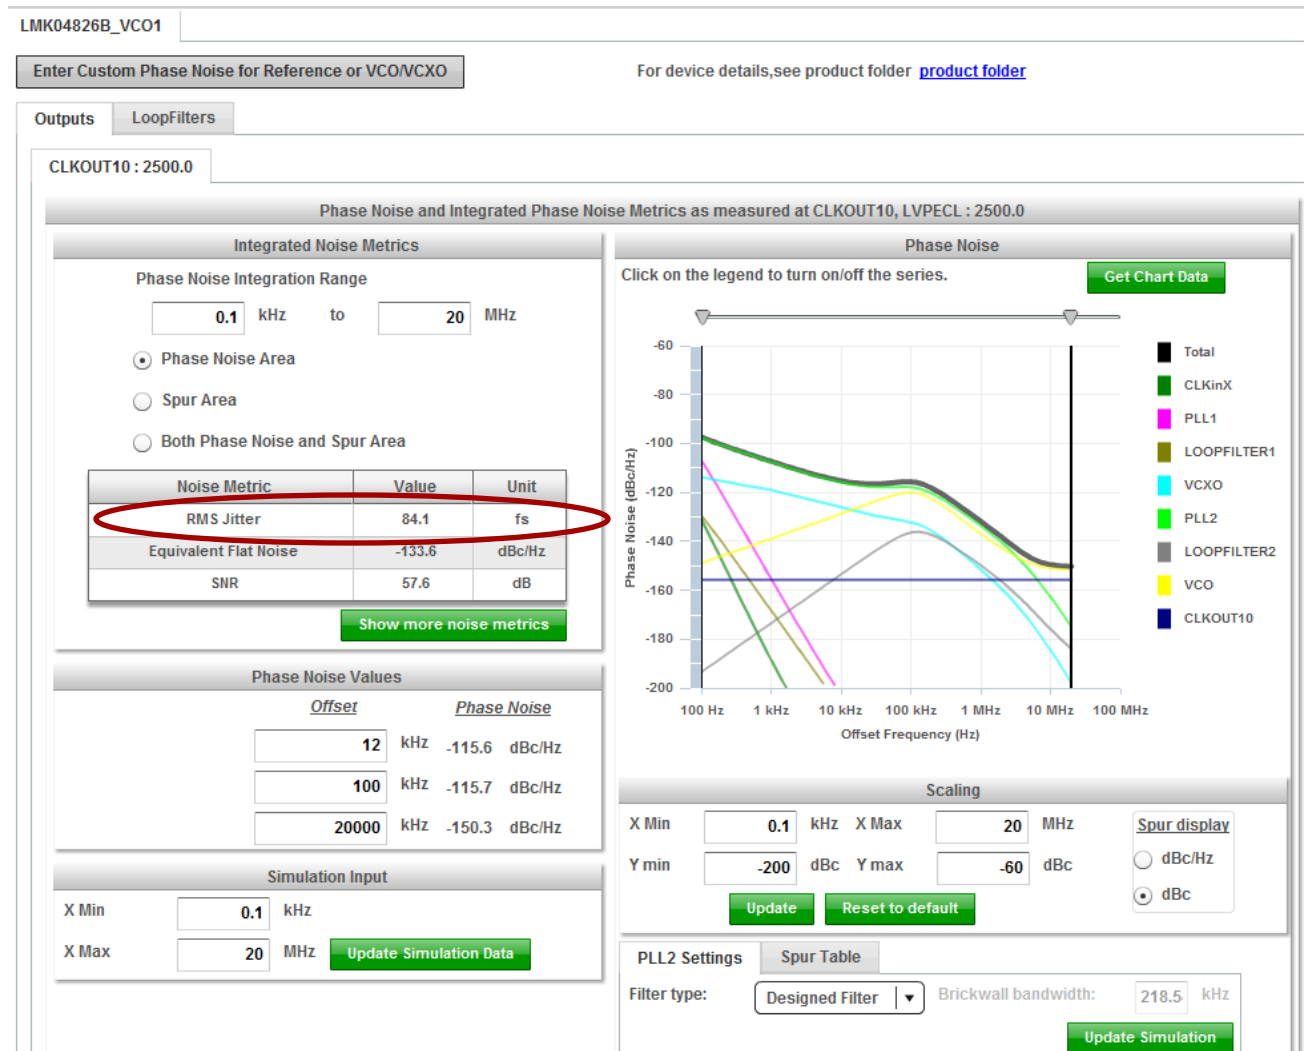 LMK04826B_VCO1
Enter Custom Phase Noise for Reference or VCO/VCXO
For device details,see product folder product folder
Outputs LoopFilters
CLKOUT10 : 2500.0
Phase Noise and Integrated Phase Noise Metrics as measured at CLKOUT10, LVPECL : 2500.0
Integrated Noise Metrics
Phase Noise Integration Range
0.1 kHz to 20 MHz
Phase Noise Area
Spur Area
Both Phase Noise and Spur Area
Noise Metric Value Unit
RMS Jitter 84.1 fs
Equivalent Flat Noise -133.6 dBc/Hz
SNR 57.6 dB
Show more noise metrics
Phase Noise Values
Offset Phase Noise
12 kHz -115.6 dBc/Hz
100 kHz -115.7 dBc/Hz
20000 kHz -150.3 dBc/Hz
Simulation Input
X Min 0.1 kHz
X Max 20 MHz Update Simulation Data
Phase Noise
Click on the legend to turn on/off the series.
Get Chart Data
-60
-80
-100
-120
-140
-160
-180
-200
Phase Noise (dBc/Hz)
100 Hz 1 kHz 10 kHz 100 kHz 1 MHz 10 MHz 100 MHz
Offset Frequency (Hz)
Total
CLKinX
PLL1
LOOPFILTER1
VCXO
PLL2
LOOPFILTER2
VCO
CLKOUT10
Scaling
X Min 0.1 kHz X Max 20 MHz
Y min -200 dBc Y max -60 dBc
Update Reset to default
Spur display
dBc/Hz
dBc
PLL2 Settings Spur Table
Filter type: Designed Filter Brickwall bandwidth: 218.5 kHz
Update Simulation